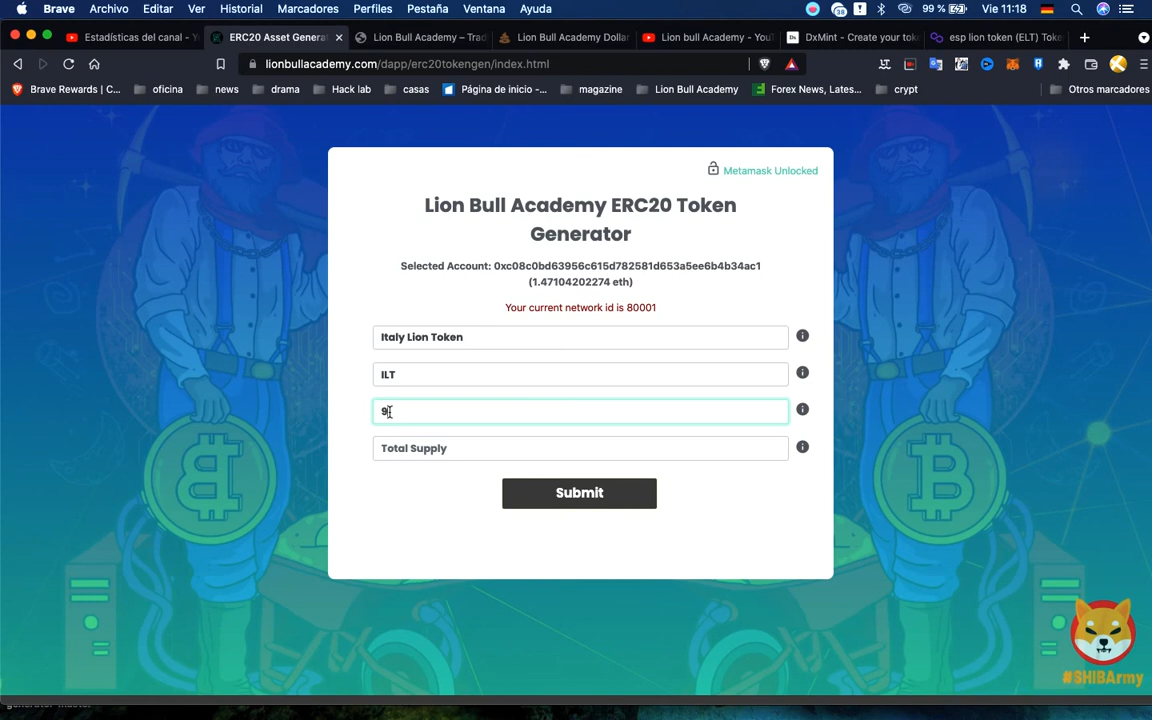 Brave Archivo Editar Ver Historial Marcadores Perfiles Pestaña Ventana Ayuda 38 99 % Vie 11:18
Estadísticas del canal - Y ERC20 Asset Genera Lion Bull Academy – Trad Lion Bull Academy Dollar Lion bull Academy - YouT DxMint - Create your tok esp lion token (ELT) Toke
lionbullacademy.com/dapp/erc20tokengen/index.html
Brave Rewards | C... oficina news drama Hack lab casas Página de inicio -... magazine Lion Bull Academy Forex News, Lates... crypt Otros marcadores
Metamask Unlocked
Lion Bull Academy ERC20 Token
Generator
Selected Account: 0xc08c0bd63956c615d782581d653a5ee6b4b34ac1
(1.47104202274 eth)
Your current network id is 80001
Italy Lion Token
ILT
9
Total Supply
Submit
#SHIBArmy